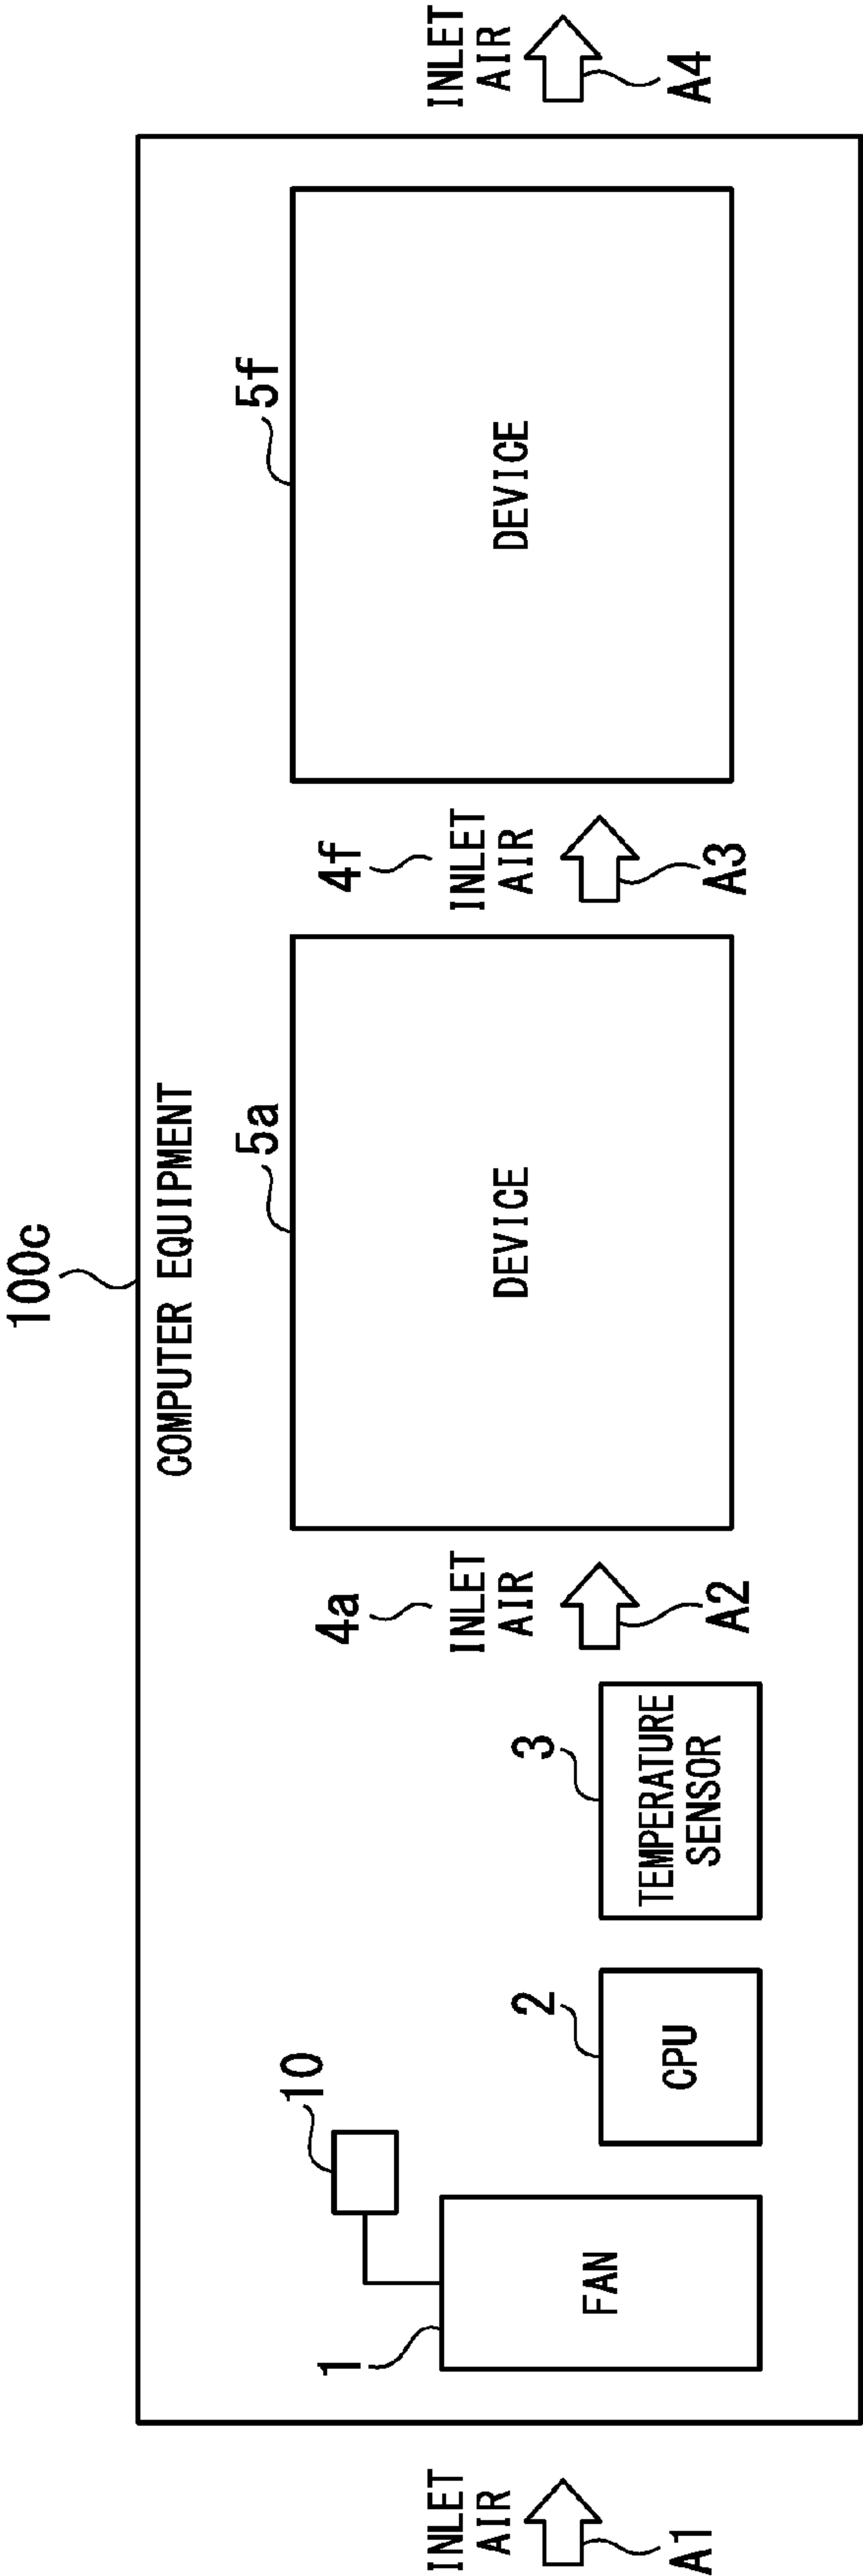 100c
COMPUTER EQUIPMENT
INLET
AIR
A1
1
FAN
10
2
CPU
3
TEMPERATURE
SENSOR
4a
INLET
AIR
A2
5a
DEVICE
4f
INLET
AIR
A3
5f
DEVICE
INLET
AIR
A4